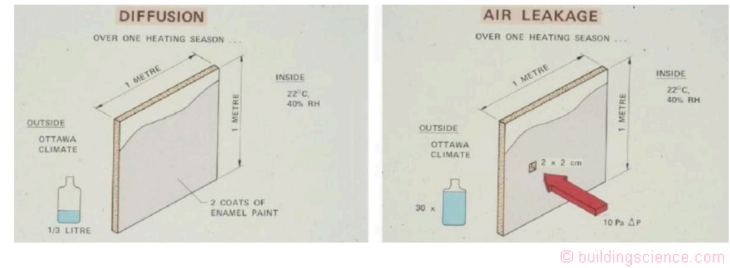 DIFFUSION
OVER ONE HEATING SEASON ...
1 METRE
INSIDE
22°C,
40% RH
1 METRE
OUTSIDE
OTTAWA
CLIMATE
2 COATS OF
ENAMEL PAINT
1/3 LITRE
AIR LEAKAGE
OVER ONE HEATING SEASON ...
1 METRE
INSIDE
22°C,
40% RH
1 METRE
OUTSIDE
OTTAWA
CLIMATE
2 x 2 cm
30 x
10 Pa △P
© buildingscience.com